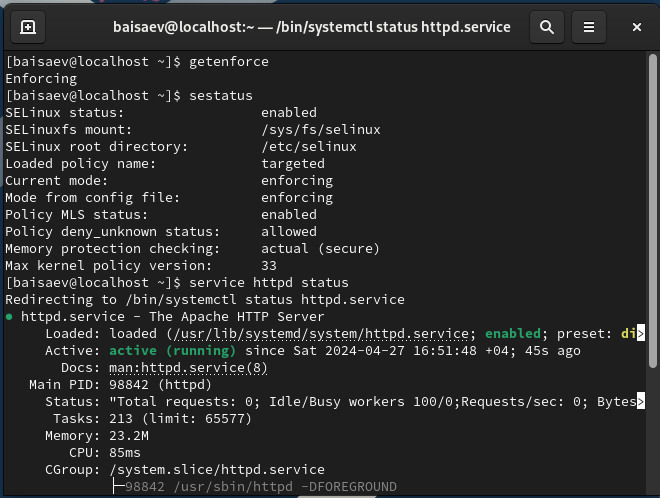 baisaev@localhost:~ — /bin/systemctl status httpd.service
[baisaev@localhost ~]$ getenforce
Enforcing
[baisaev@localhost ~]$ sestatus
SELinux status:                 enabled
SELinuxfs mount:                /sys/fs/selinux
SELinux root directory:         /etc/selinux
Loaded policy name:             targeted
Current mode:                   enforcing
Mode from config file:          enforcing
Policy MLS status:              enabled
Policy deny_unknown status:     allowed
Memory protection checking:     actual (secure)
Max kernel policy version:      33
[baisaev@localhost ~]$ service httpd status
Redirecting to /bin/systemctl status httpd.service
● httpd.service - The Apache HTTP Server
     Loaded: loaded (/usr/lib/systemd/system/httpd.service; enabled; preset: di>
     Active: active (running) since Sat 2024-04-27 16:51:48 +04; 45s ago
       Docs: man:httpd.service(8)
   Main PID: 98842 (httpd)
     Status: "Total requests: 0; Idle/Busy workers 100/0;Requests/sec: 0; Bytes>
      Tasks: 213 (limit: 65577)
     Memory: 23.2M
        CPU: 85ms
     CGroup: /system.slice/httpd.service
             ├─98842 /usr/sbin/httpd -DFOREGROUND